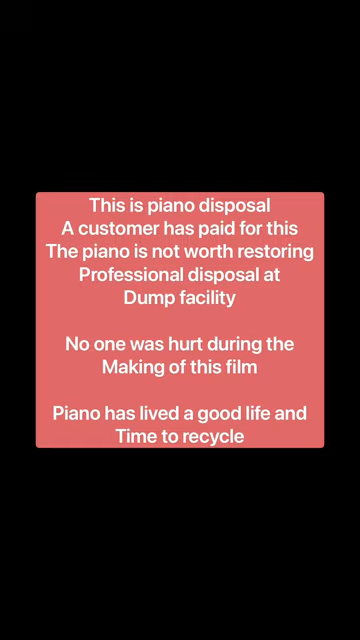 This is piano disposal
A customer has paid for this
The piano is not worth restoring
Professional disposal at
Dump facility
No one was hurt during the
Making of this film
Piano has lived a good life and
Time to recycle